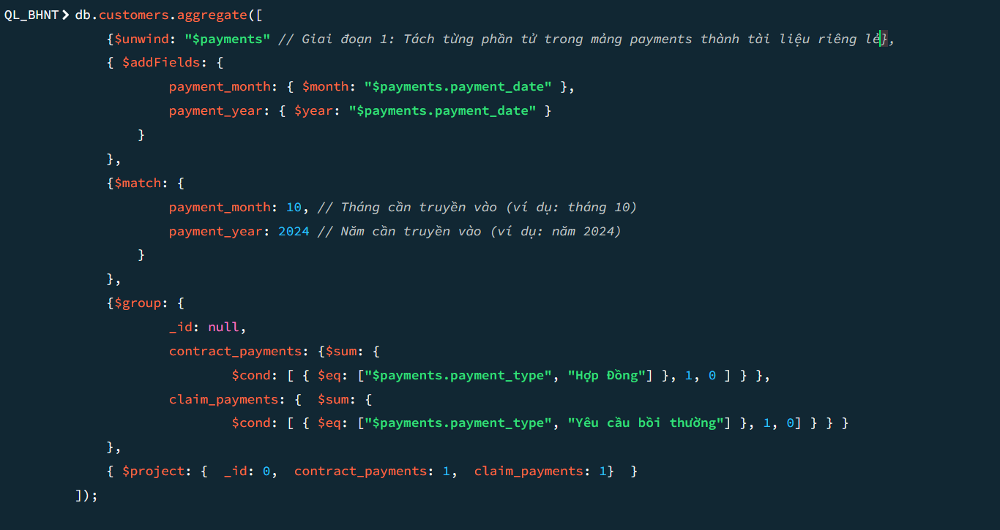 QL_BHNT> db.customers.aggregate([
{$unwind: "$payments" // Giai đoạn 1: Tách từng phần tử trong mảng payments thành tài liệu riêng lẻ},
{ $addFields: {
payment_month: { $month: "$payments.payment_date" },
payment_year: { $year: "$payments.payment_date" }
}
},
{$match: {
payment_month: 10, // Tháng cần truyền vào (ví dụ: tháng 10)
payment_year: 2024 // Năm cần truyền vào (ví dụ: năm 2024)
}
},
{$group: {
_id: null,
contract_payments: {$sum: {
$cond: [ { $eq: ["$payments.payment_type", "Hợp Đồng"] }, 1, 0 ] } },
claim_payments: {  $sum: {
$cond: [ { $eq: ["$payments.payment_type", "Yêu cầu bồi thường"] }, 1, 0] } } }
},
{ $project: {  _id: 0,  contract_payments: 1,  claim_payments: 1}  }
]);